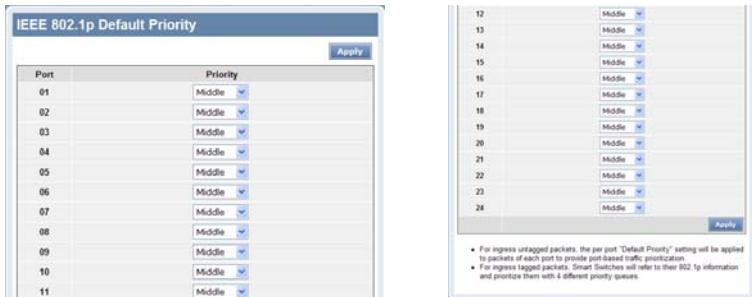 IEEE 802.1p Default Priority
Apply
Port Priority
01 Middle
02 Middle
03 Middle
04 Middle
05 Middle
06 Middle
07 Middle
08 Middle
09 Middle
10 Middle
11 Middle
12 Middle
13 Middle
14 Middle
15 Middle
16 Middle
17 Middle
18 Middle
19 Middle
20 Middle
21 Middle
22 Middle
23 Middle
24 Middle
Apply
For ingress untagged packets, the per port "Default Priority" setting will be applied
to packets of each port to provide port-based traffic prioritization.
For ingress tagged packets, Smart Switches will refer to their 802.1p information
and prioritize them with 4 different priority queues.